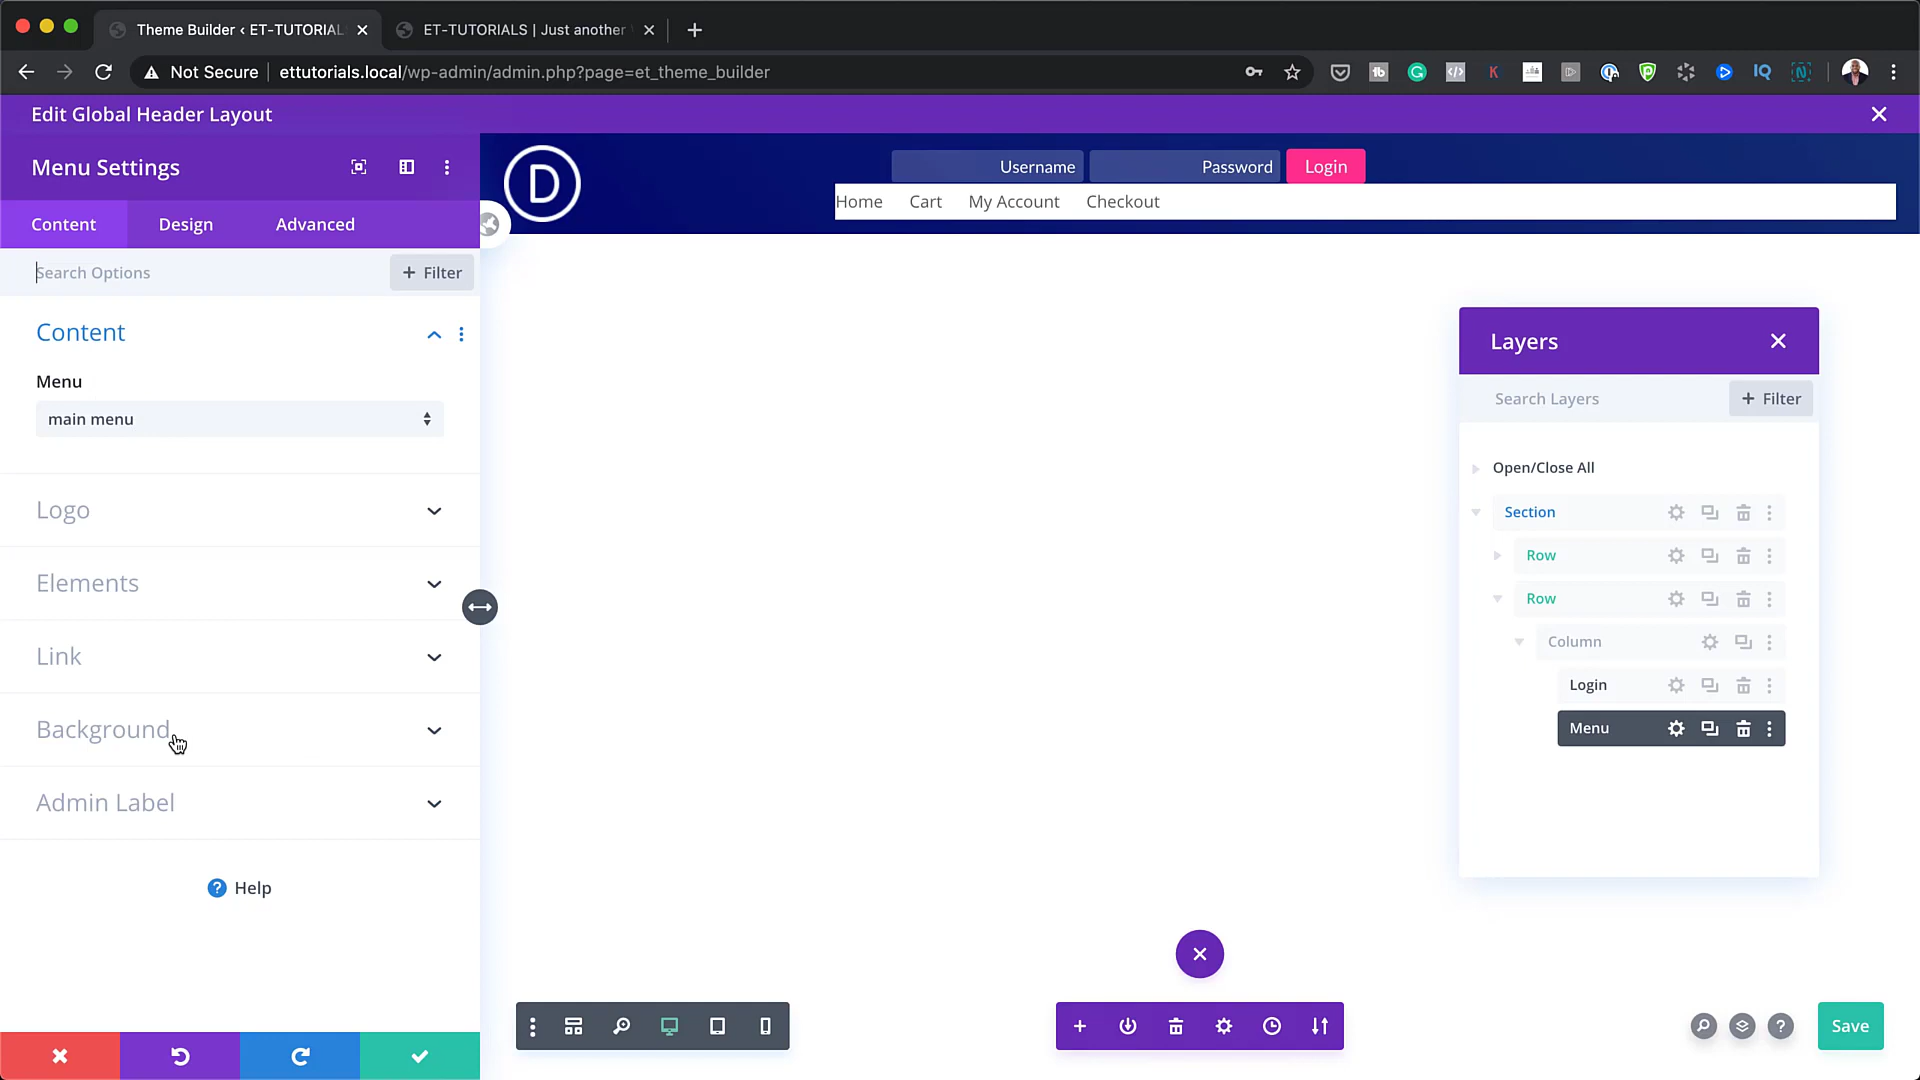 Theme Builder ‹ ET-TUTORIAL
ET-TUTORIALS | Just another
Not Secure
ettutorials.local/wp-admin/admin.php?page=et_theme_builder
Edit Global Header Layout
Menu Settings
Content
Design
Advanced
Search Options
+ Filter
Content
Menu
main menu
Logo
Elements
Link
Background
Admin Label
? Help
D
Username
Password
Login
Home
Cart
My Account
Checkout
Layers
Search Layers
+ Filter
Open/Close All
Section
Row
Row
Column
Login
Menu
Save